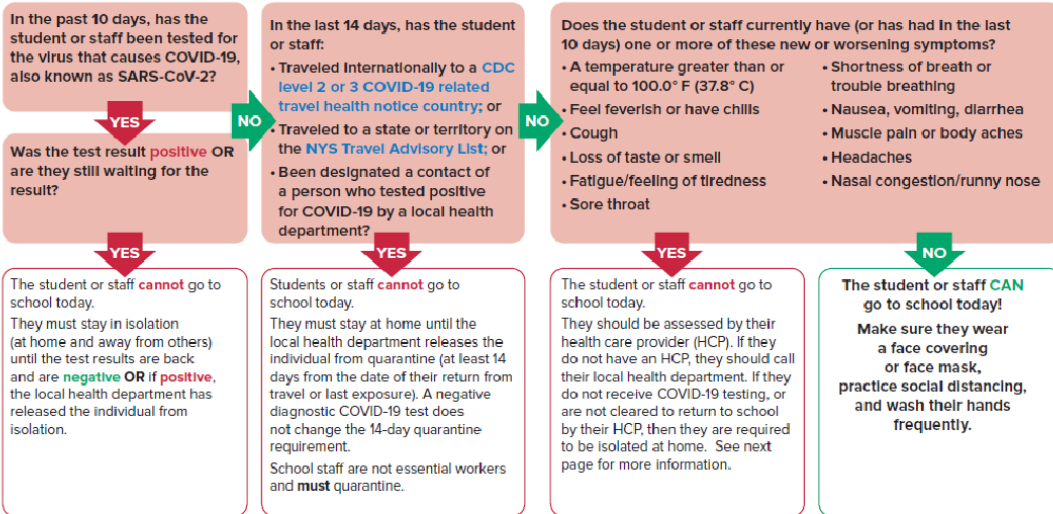 In the past 10 days, has the
student or staff been tested for
the virus that causes COVID-19,
also known as SARS-CoV-2?
YES
NO
Was the test result positive OR
are they still waiting for the
result?
YES
The student or staff cannot go to
school today.
They must stay in isolation
(at home and away from others)
until the test results are back
and are negative OR if positive,
the local health department has
released the individual from
isolation.
In the last 14 days, has the student
or staff:
• Traveled internationally to a CDC
level 2 or 3 COVID-19 related
travel health notice country; or
• Traveled to a state or territory on
the NYS Travel Advisory List; or
• Been designated a contact of
a person who tested positive
for COVID-19 by a local health
department?
NO
YES
Students or staff cannot go to
school today.
They must stay at home until the
local health department releases the
individual from quarantine (at least 14
days from the date of their return from
travel or last exposure). A negative
diagnostic COVID-19 test does
not change the 14-day quarantine
requirement.
School staff are not essential workers
and must quarantine.
Does the student or staff currently have (or has had in the last
10 days) one or more of these new or worsening symptoms?
• A temperature greater than or
equal to 100.0° F (37.8° C)
• Feel feverish or have chills
• Cough
• Loss of taste or smell
• Fatigue/feeling of tiredness
• Sore throat
• Shortness of breath or
trouble breathing
• Nausea, vomiting, diarrhea
• Muscle pain or body aches
• Headaches
• Nasal congestion/runny nose
YES
The student or staff cannot go to
school today.
They should be assessed by their
health care provider (HCP). If they
do not have an HCP, they should call
their local health department. If they
do not receive COVID-19 testing, or
are not cleared to return to school
by their HCP, then they are required
to be isolated at home. See next
page for more information.
NO
The student or staff CAN
go to school today!
Make sure they wear
a face covering
or face mask,
practice social distancing,
and wash their hands
frequently.